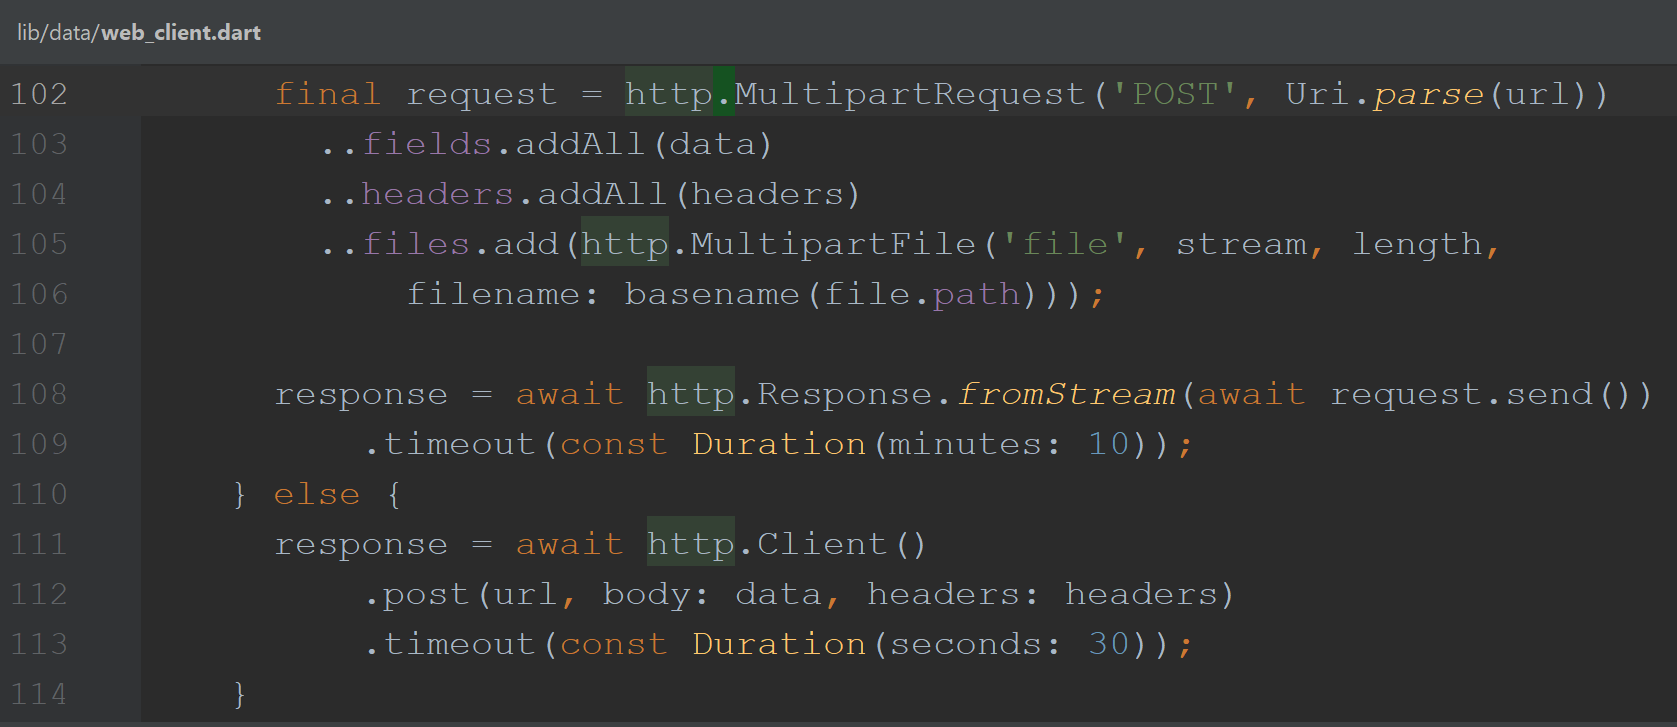 lib/data/web_client.dart
102 final request = http.MultipartRequest('POST', Uri.parse(url))
103 ..fields.addAll(data)
104 ..headers.addAll(headers)
105 ..files.add(http.MultipartFile('file', stream, length,
106 filename: basename(file.path)));
107
108 response = await http.Response.fromStream(await request.send())
109 .timeout(const Duration(minutes: 10));
110 } else {
111 response = await http.Client()
112 .post(url, body: data, headers: headers)
113 .timeout(const Duration(seconds: 30));
114 }